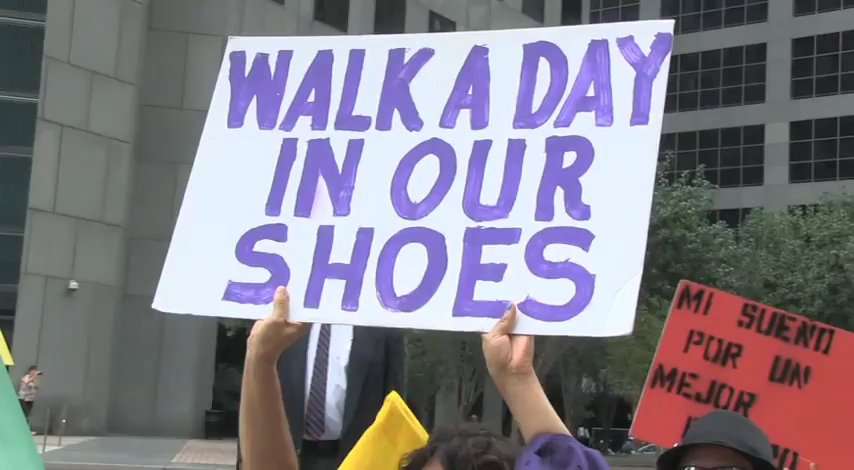 WALK A DAY
IN OUR
SHOES
MI SUENO
POR UN
MEJOR